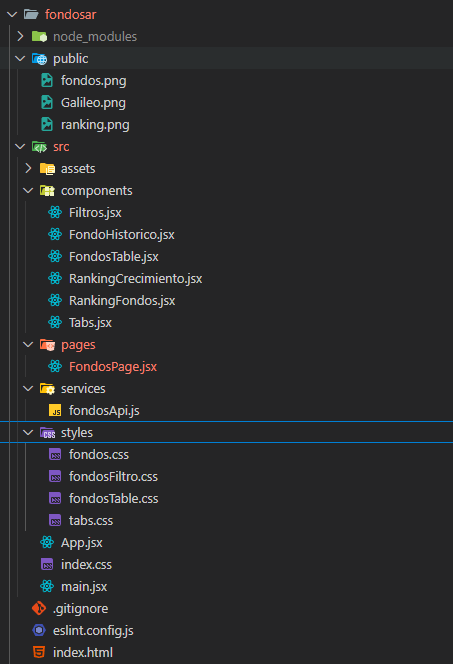 fondosar
node_modules
public
fondos.png
Galileo.png
ranking.png
src
assets
components
Filtros.jsx
FondoHistorico.jsx
FondosTable.jsx
RankingCrecimiento.jsx
RankingFondos.jsx
Tabs.jsx
pages
FondosPage.jsx
services
JS fondosApi.js
styles
fondos.css
fondosFiltro.css
fondosTable.css
tabs.css
App.jsx
index.css
main.jsx
.gitignore
eslint.config.js
index.html